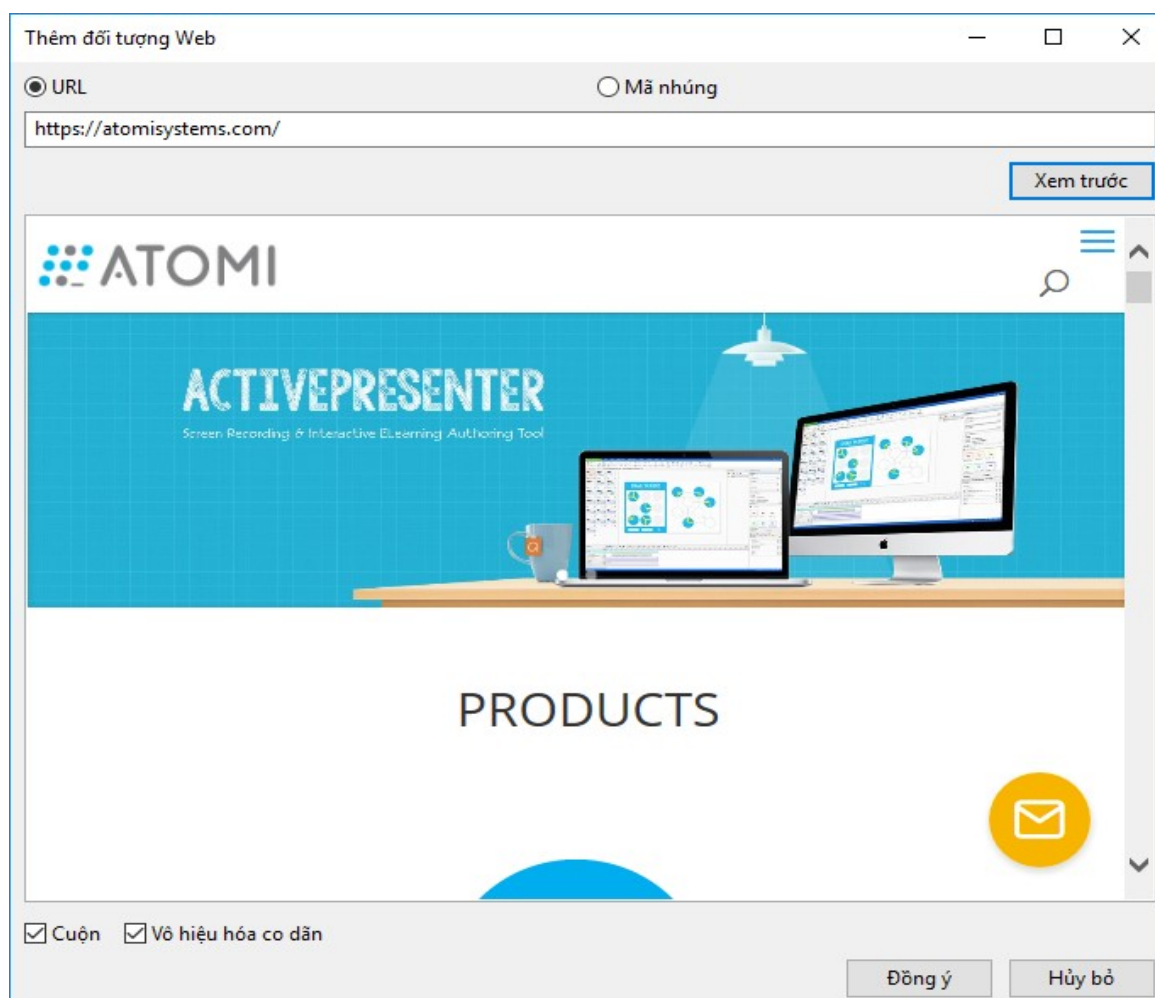 Thêm đối tượng Web
URL Mã nhúng
https://atomisystems.com/
Xem trước
ATOMI
ACTIVEPRESENTER
Screen Recording & Interactive ELearning Authoring Tool
PRODUCTS
Cuộn Vô hiệu hóa co dãn
Đồng ý Hủy bỏ